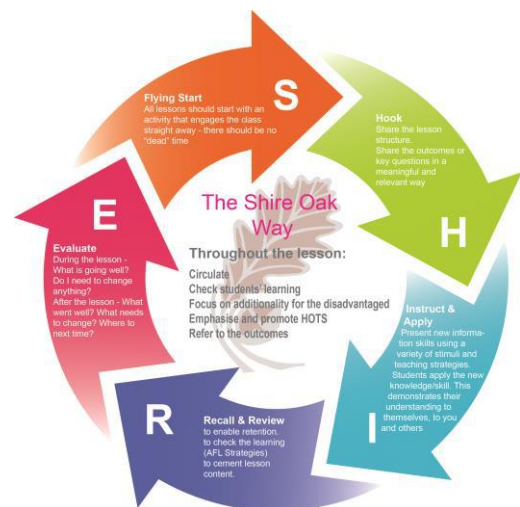 S
Flying Start
All lessons should start with an
activity that engages the class
straight away - there should be no
"dead" time
H
Hook
Share the lesson
structure.
Share the outcomes or
key questions in a
meaningful and
relevant way
I
Instruct &
Apply
Present new informa-
tion skills using a
variety of stimuli and
teaching strategies.
Students apply the new
knowledge/skill. This
demonstrates their
understanding to
themselves, to you
and others
R
Recall & Review
to enable retention.
to check the learning
(AFL Strategies)
to cement lesson
content.
E
Evaluate
During the lesson -
What is going well?
Do I need to change
anything?
After the lesson - What
went well? What needs
to change? Where to
next time?
The Shire Oak
Way
Throughout the lesson:
Circulate
Check students' learning
Focus on additionality for the disadvantaged
Emphasise and promote HOTS
Refer to the outcomes